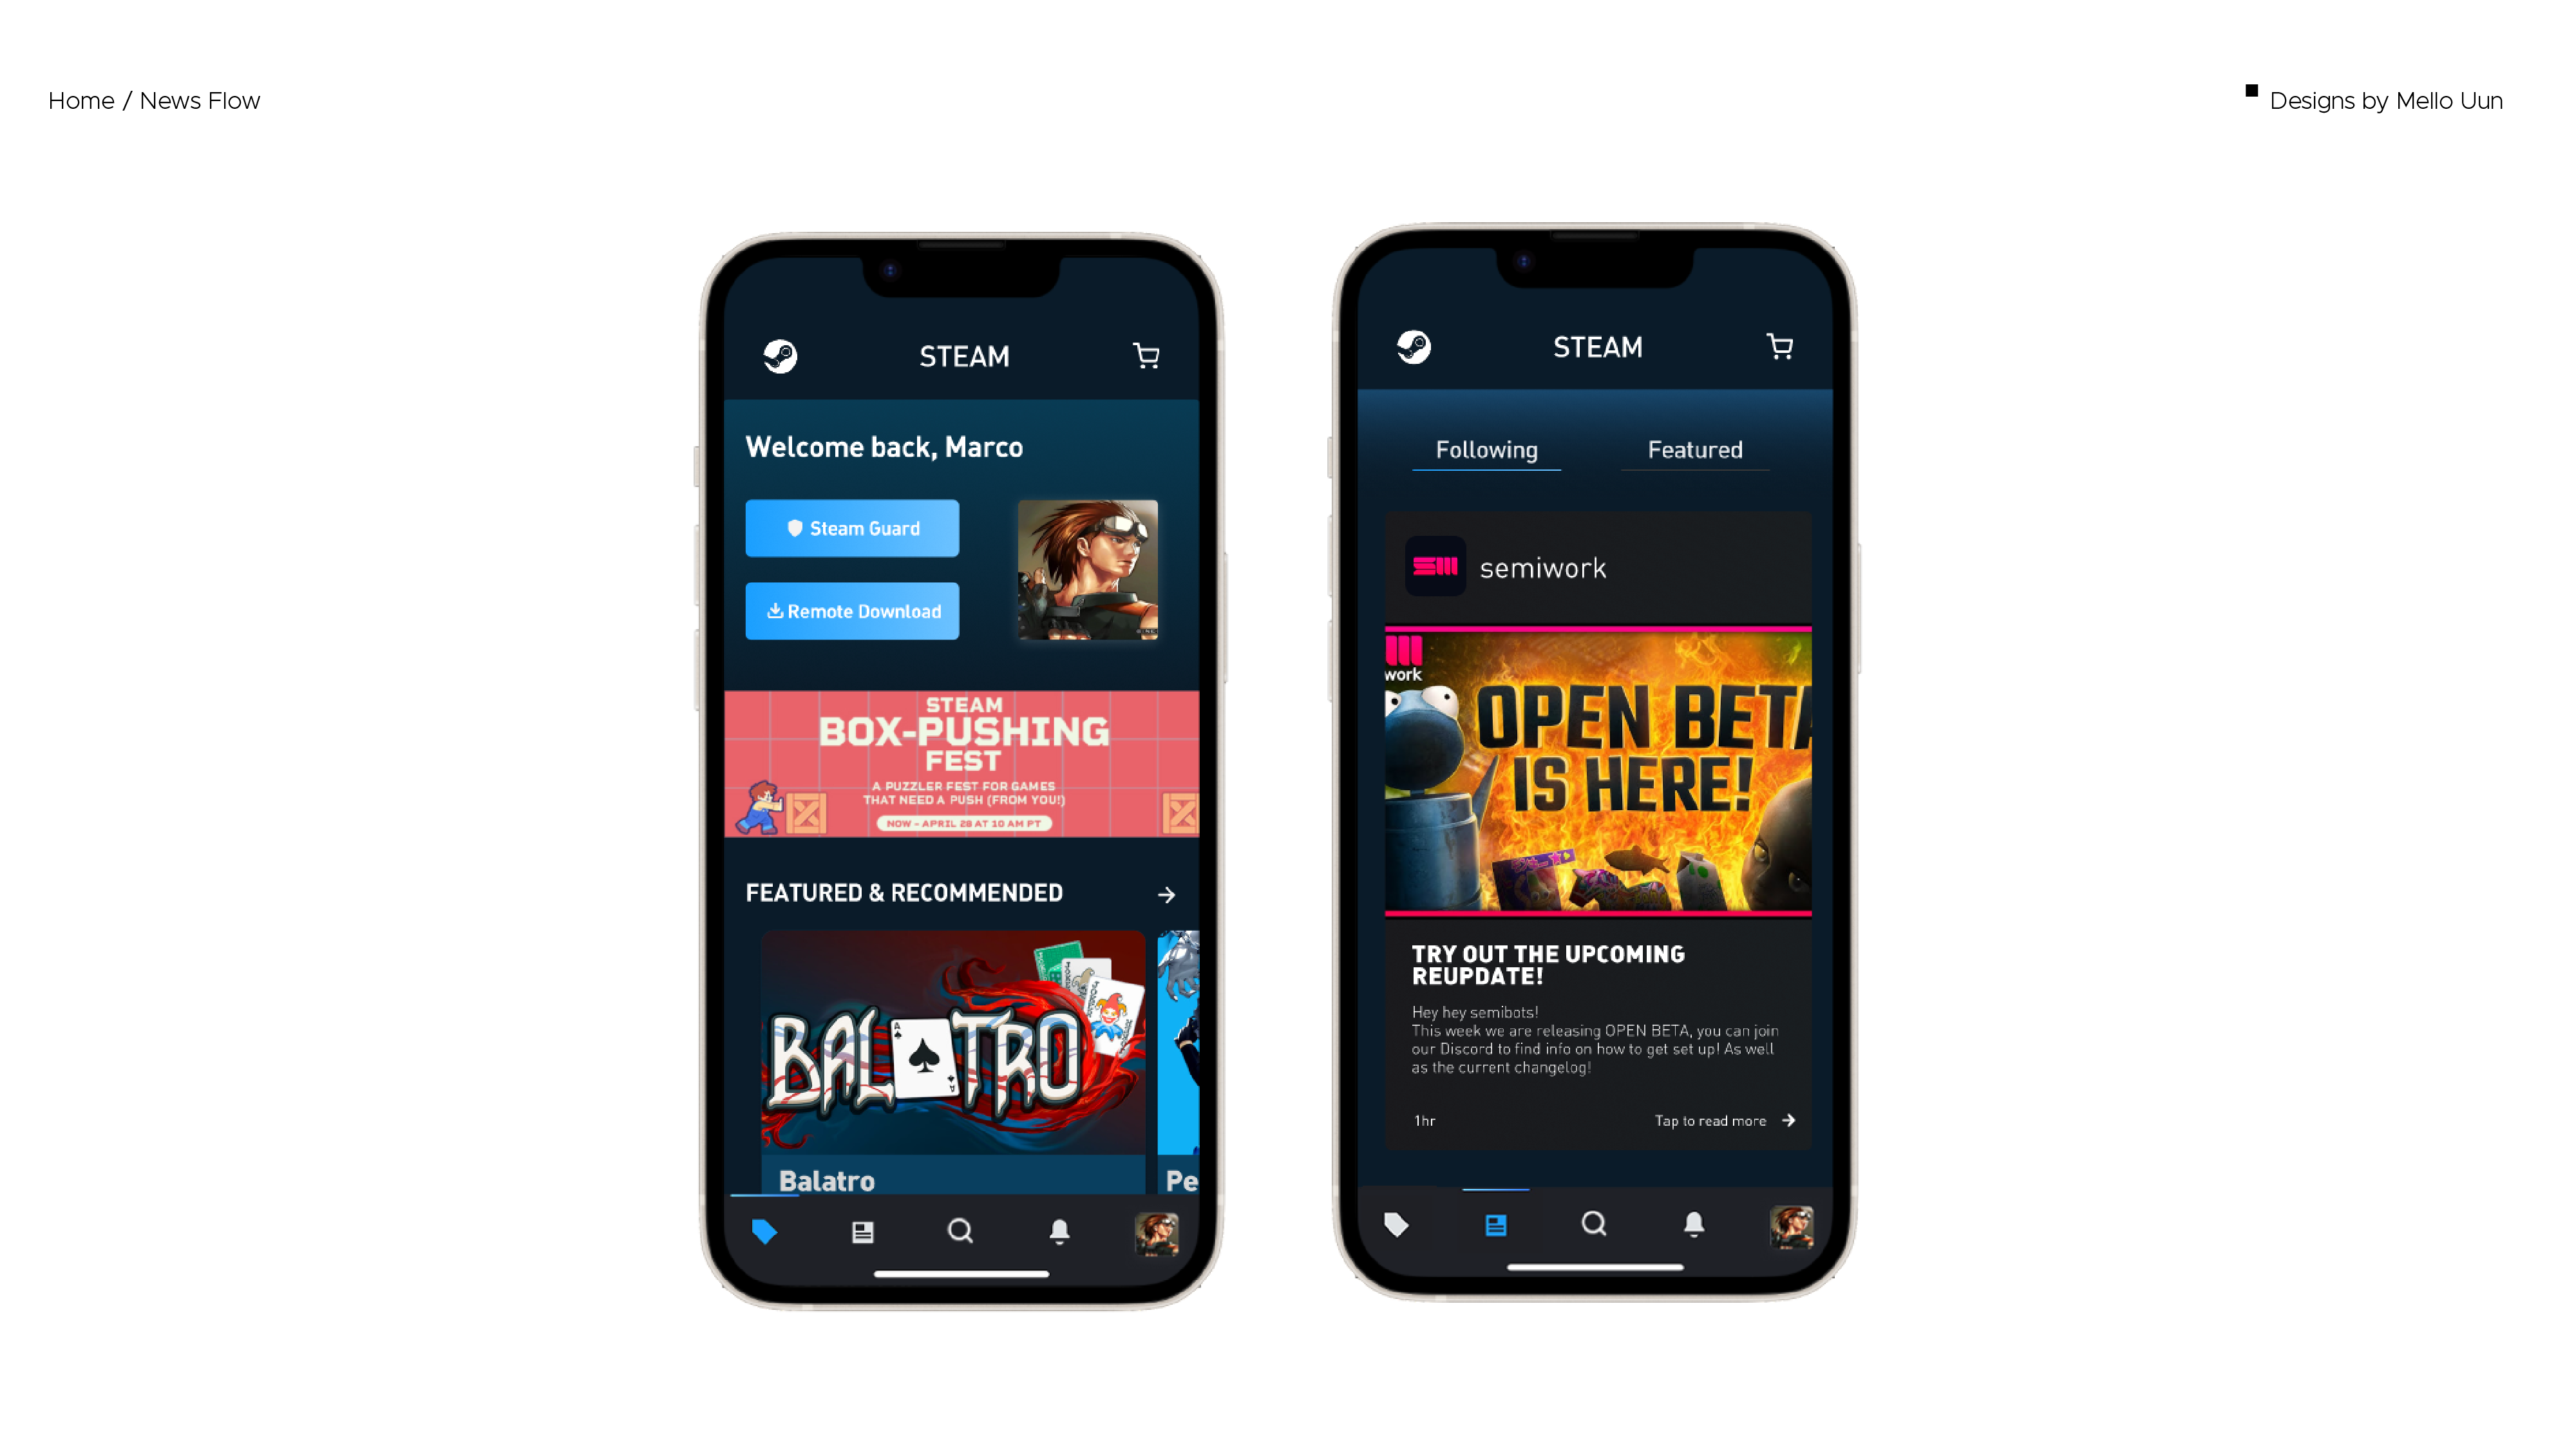 Home / News Flow
Designs by Mello Uun
STEAM
Welcome back, Marco
Steam Guard
Remote Download
STEAM
BOX-PUSHING
FEST
A PUZZLER FEST FOR GAMES
THAT NEED A PUSH (FROM YOU!)
NOW - APRIL 28 AT 10 AM PT
FEATURED & RECOMMENDED
BALATRO
Balatro
Pe
STEAM
Following
Featured
semiwork
work
OPEN BETA
IS HERE!
TRY OUT THE UPCOMING
REUPDATE!
Hey hey semibots!
This week we are releasing OPEN BETA, you can join
our Discord to find info on how to get set up! As well
as the current changelog!
1hr
Tap to read more